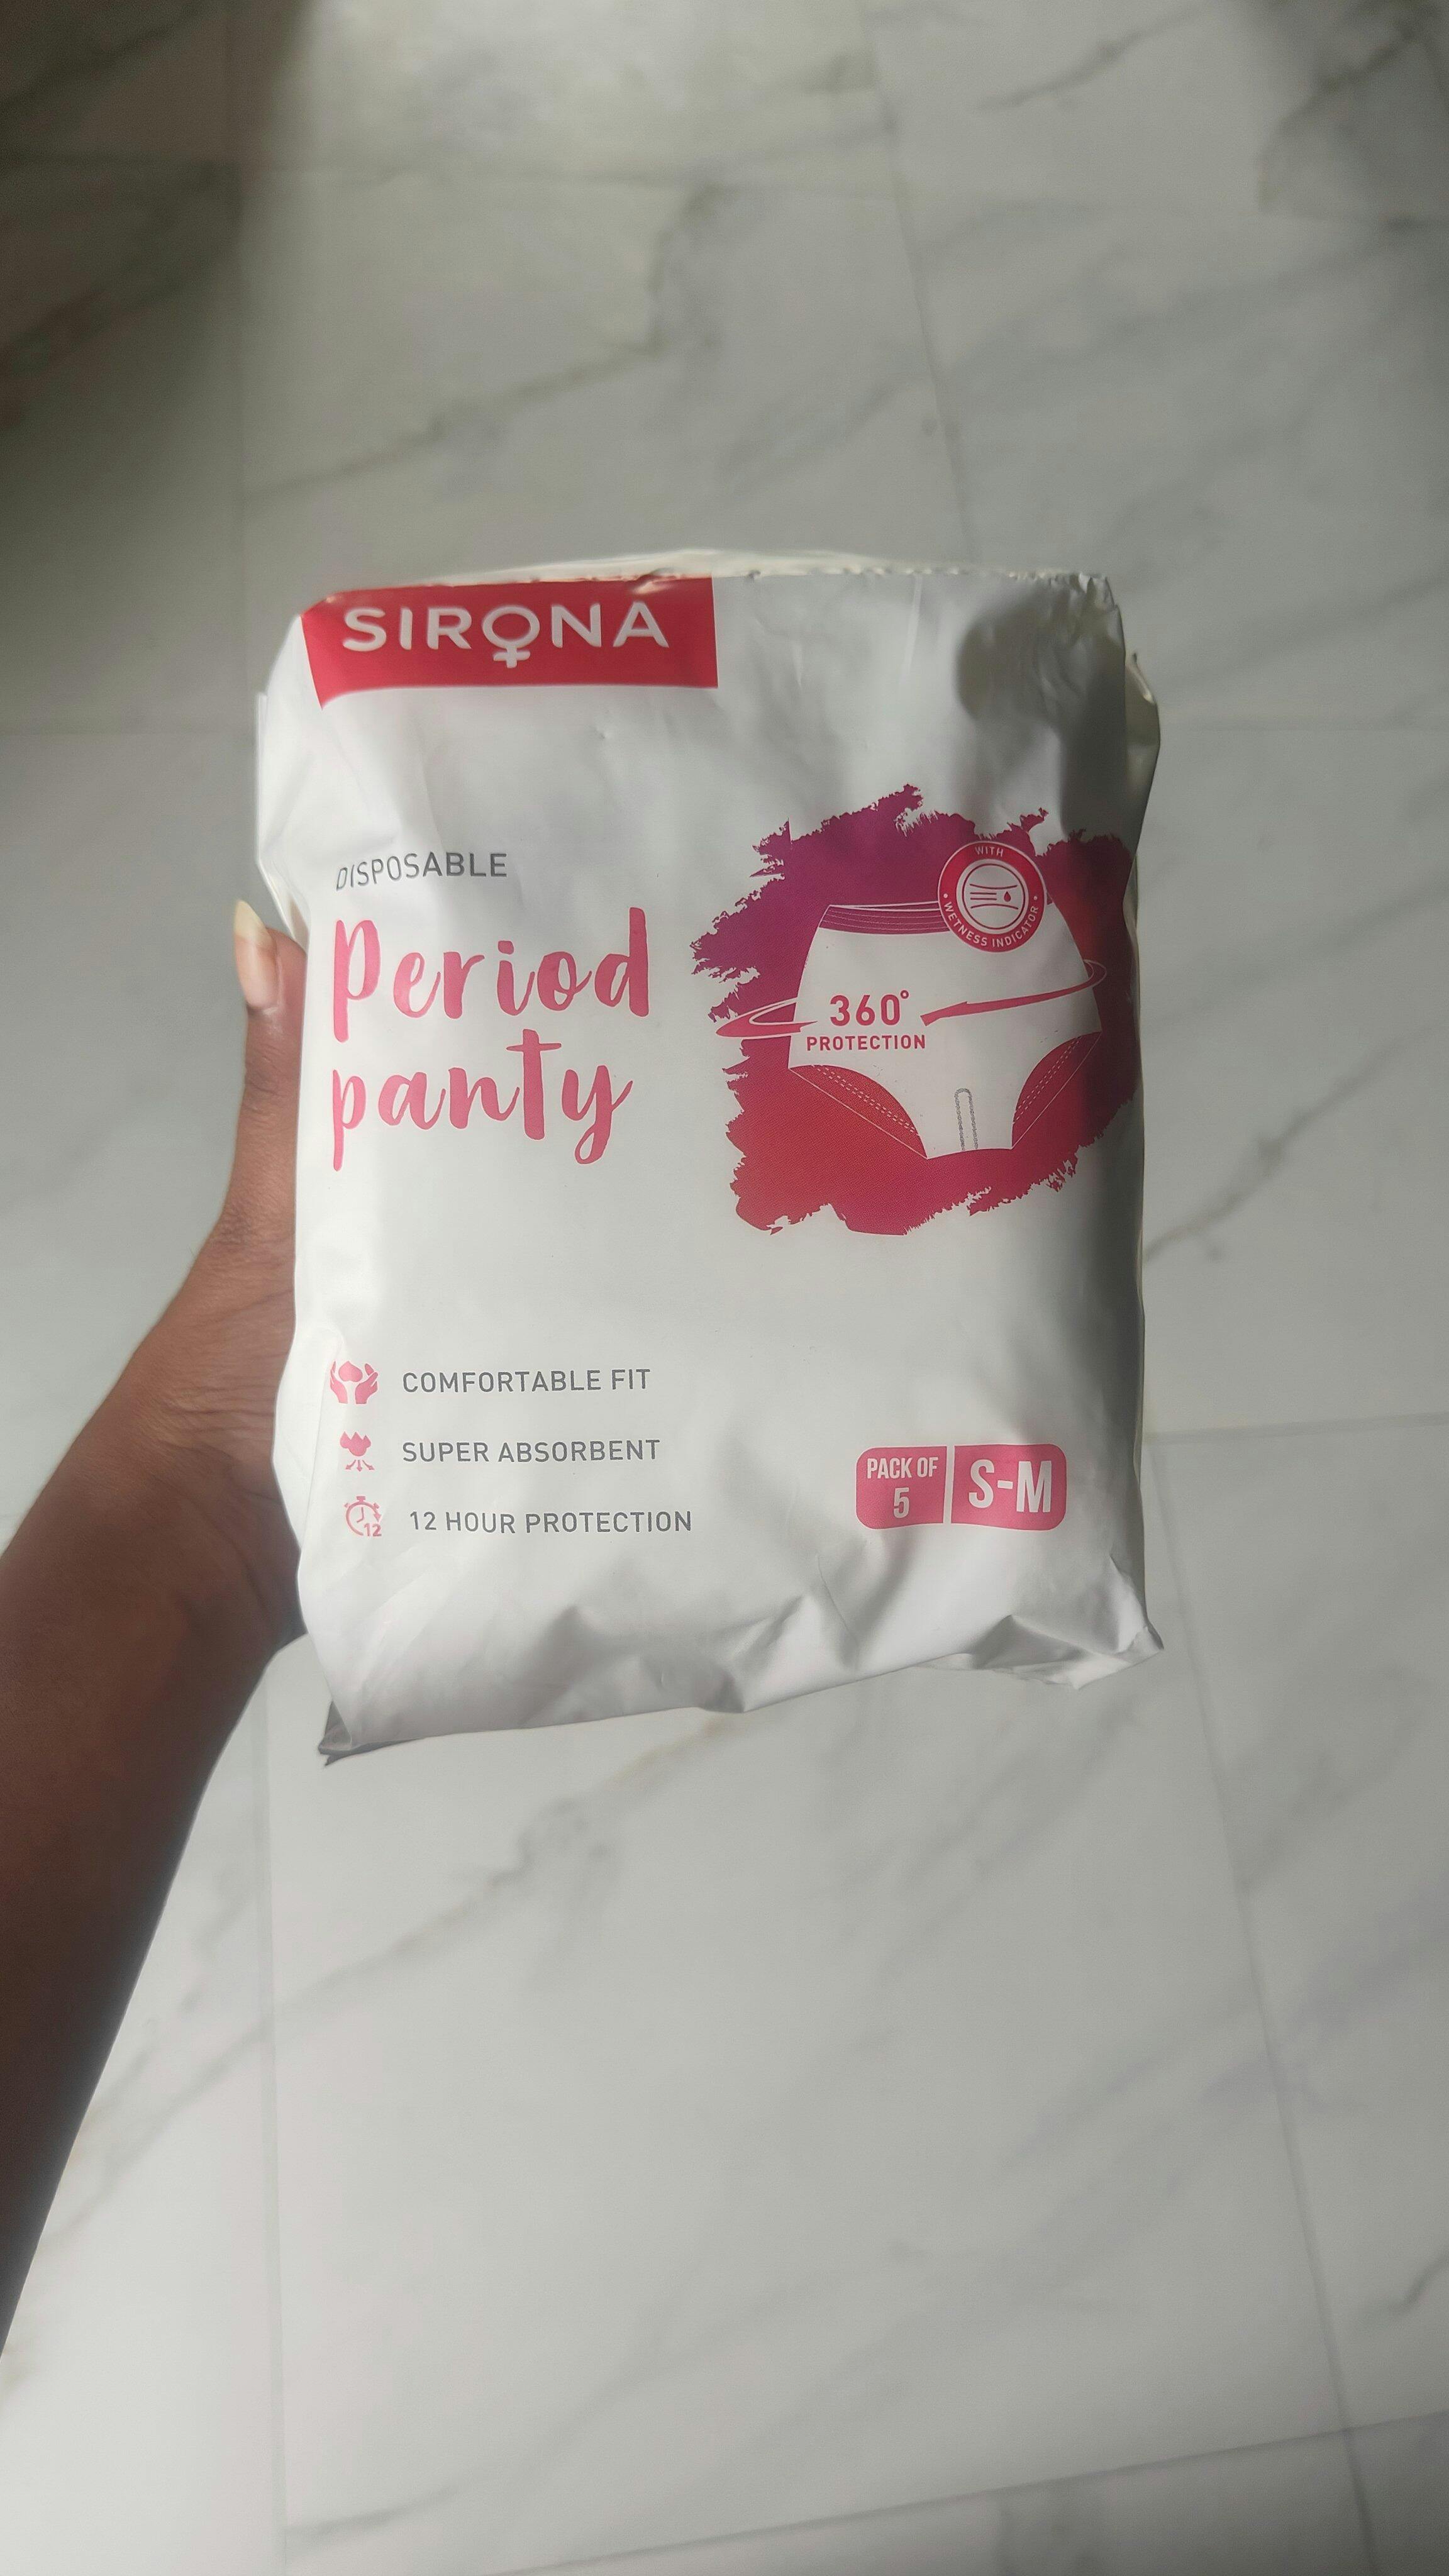 SIRONA
DISPOSABLE
Period
panty
WITH
WETNESS INDICATOR
360°
PROTECTION
COMFORTABLE FIT
SUPER ABSORBENT
12
12 HOUR PROTECTION
PACK OF
5
S-M